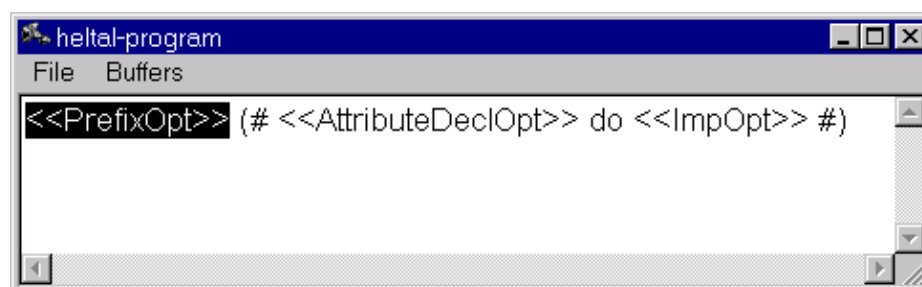 heltal-program
File Buffers
<<PrefixOpt>> (# <<AttributeDeclOpt>> do <<ImpOpt>> #)